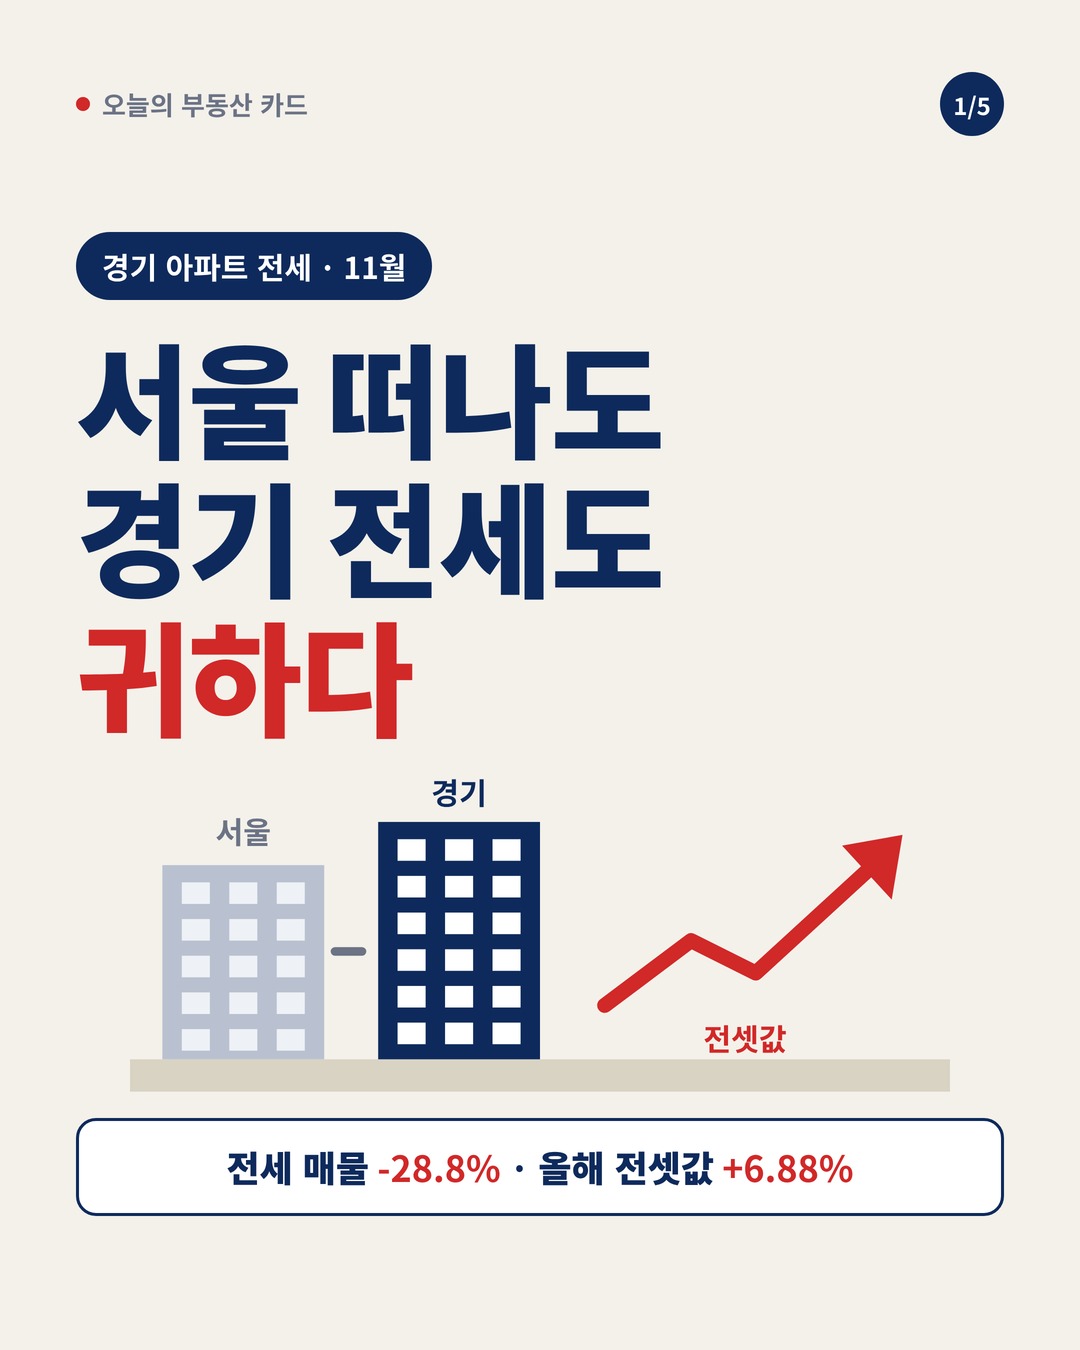 오늘의 부동산 카드
1/5
경기 아파트 전세 · 11월
서울 떠나도
경기 전세도
귀하다
경기
서울
전셋값
전세 매물 -28.8% · 올해 전셋값 +6.88%